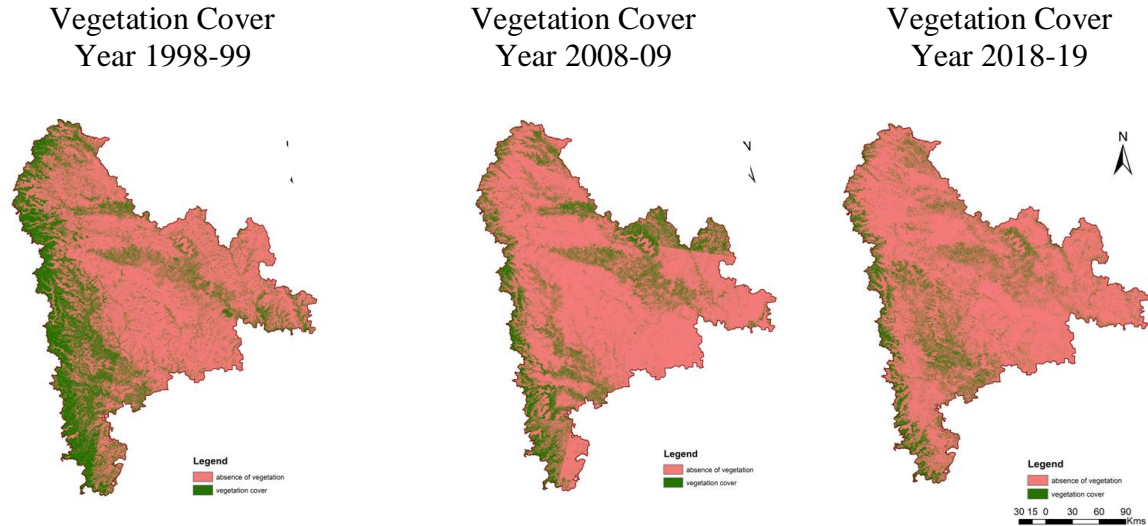 Vegetation Cover
Year 1998-99
Vegetation Cover
Year 2008-09
Vegetation Cover
Year 2018-19
N
Legend
absence of vegetation
vegetation cover
Legend
absence of vegetation
vegetation cover
Legend
absence of vegetation
vegetation cover
30 15 0 30 60 90
Kms